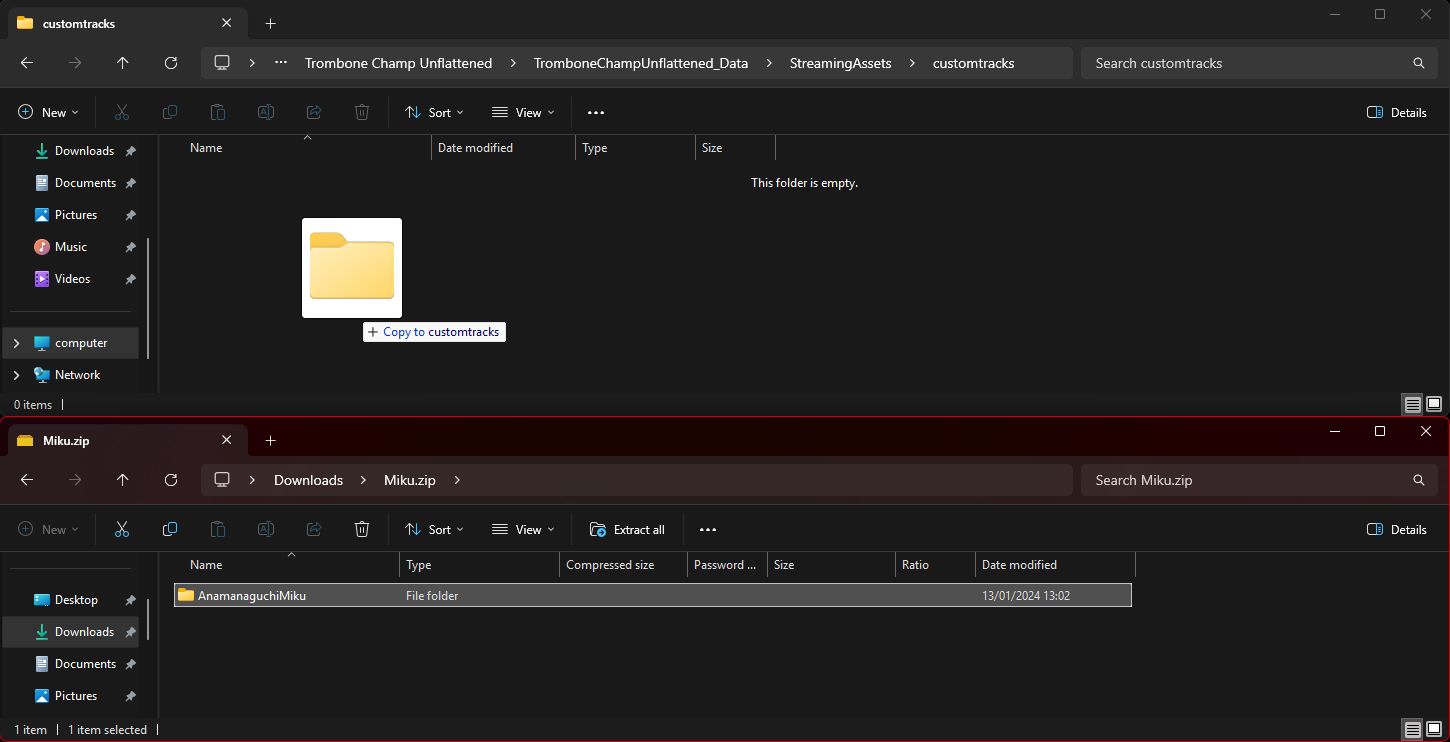 customtracks
Trombone Champ Unflattened TromboneChampUnflattened_Data StreamingAssets customtracks Search customtracks
New Sort View Details
Name Date modified Type Size
Downloads
This folder is empty.
Documents
Pictures
Music
Videos
+ Copy to customtracks
computer
Network
0 items
Miku.zip
Downloads Miku.zip Search Miku.zip
New Sort View Extract all Details
Name Type Compressed size Password ... Size Ratio Date modified
AnamanaguchiMiku File folder 13/01/2024 13:02
Desktop
Downloads
Documents
Pictures
1 item 1 item selected